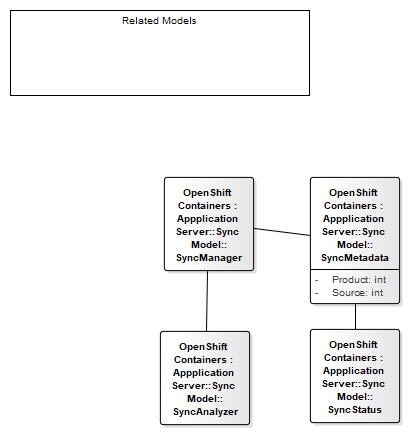 Related Models
OpenShift
Containers :
Appplication
Server::Sync
Model::
SyncManager
OpenShift
Containers :
Appplication
Server::Sync
Model::
SyncMetadata
- Product: int
- Source: int
OpenShift
Containers :
Appplication
Server::Sync
Model::
SyncAnalyzer
OpenShift
Containers :
Appplication
Server::Sync
Model::
SyncStatus